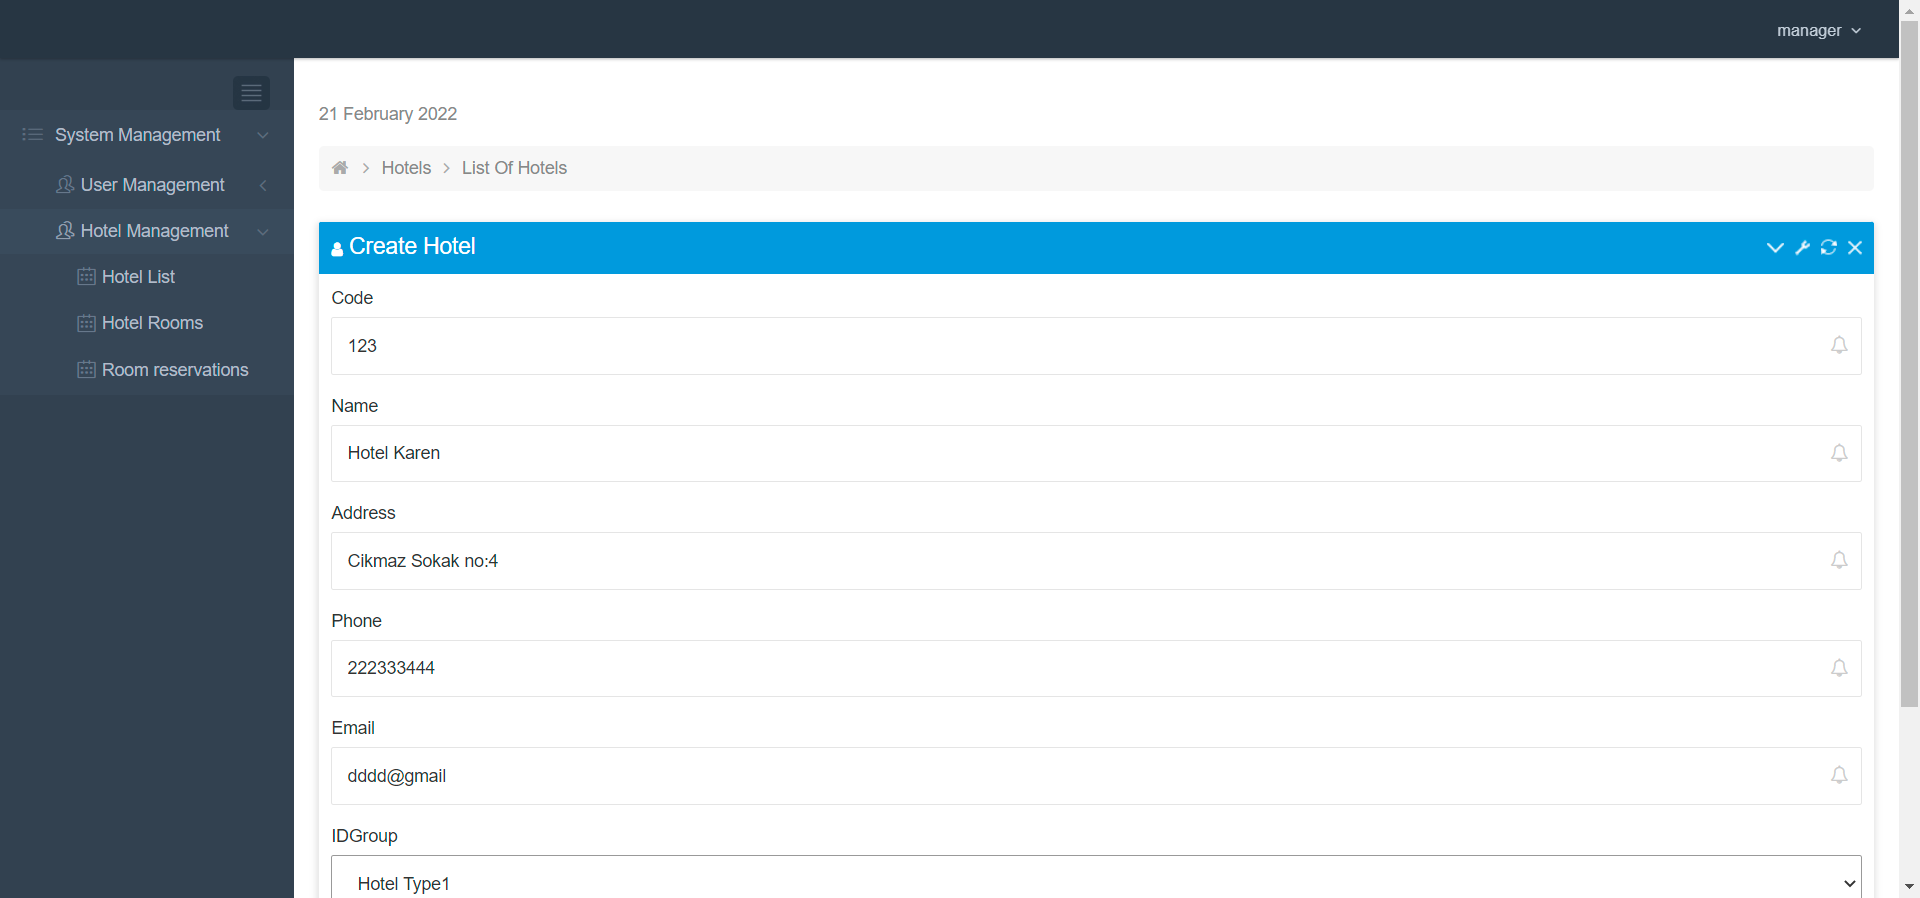 manager
System Management
User Management
Hotel Management
Hotel List
Hotel Rooms
Room reservations
21 February 2022
Hotels
List Of Hotels
Create Hotel
Code
123
Name
Hotel Karen
Address
Cikmaz Sokak no:4
Phone
222333444
Email
dddd@gmail
IDGroup
Hotel Type1